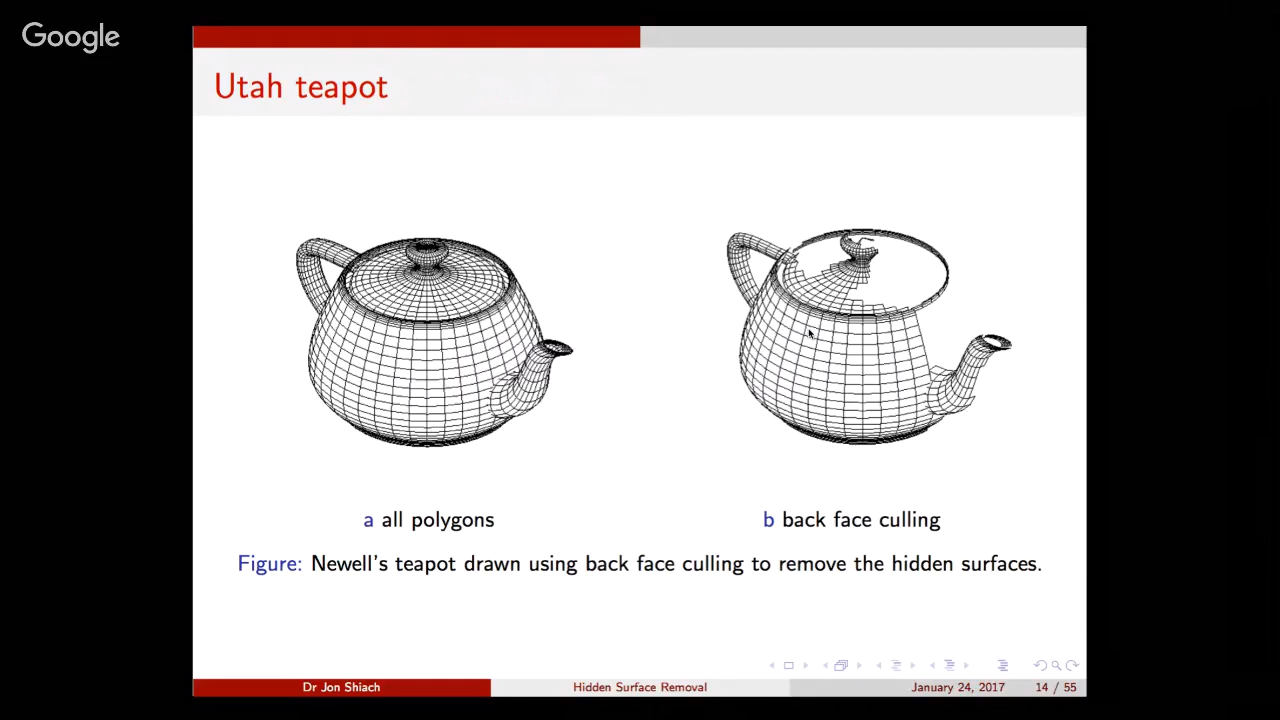 Google
Utah teapot
a all polygons
b back face culling
Figure: Newell's teapot drawn using back face culling to remove the hidden surfaces.
Dr Jon Shiach
Hidden Surface Removal
January 24, 2017
14 / 55